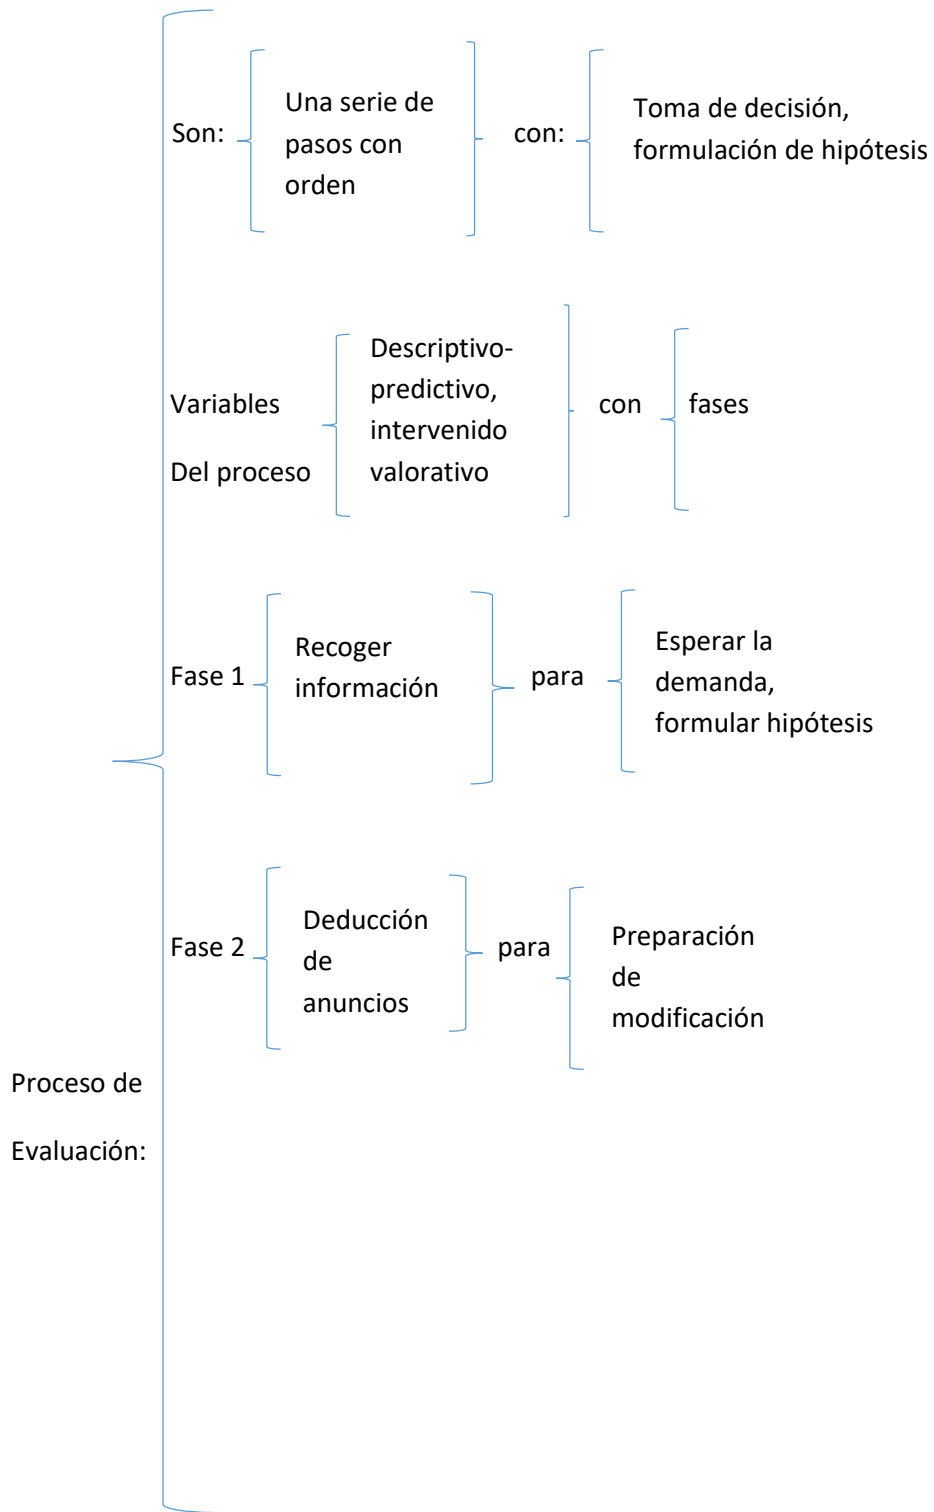 Son:
Una serie de
pasos con
orden
con:
Toma de decisión,
formulación de hipótesis
Variables
Del proceso
Descriptivo-
predictivo,
intervenido
valorativo
con
fases
Fase 1
Recoger
información
para
Esperar la
demanda,
formular hipótesis
Fase 2
Deducción
de
anuncios
para
Preparación
de
modificación
Proceso de
Evaluación: